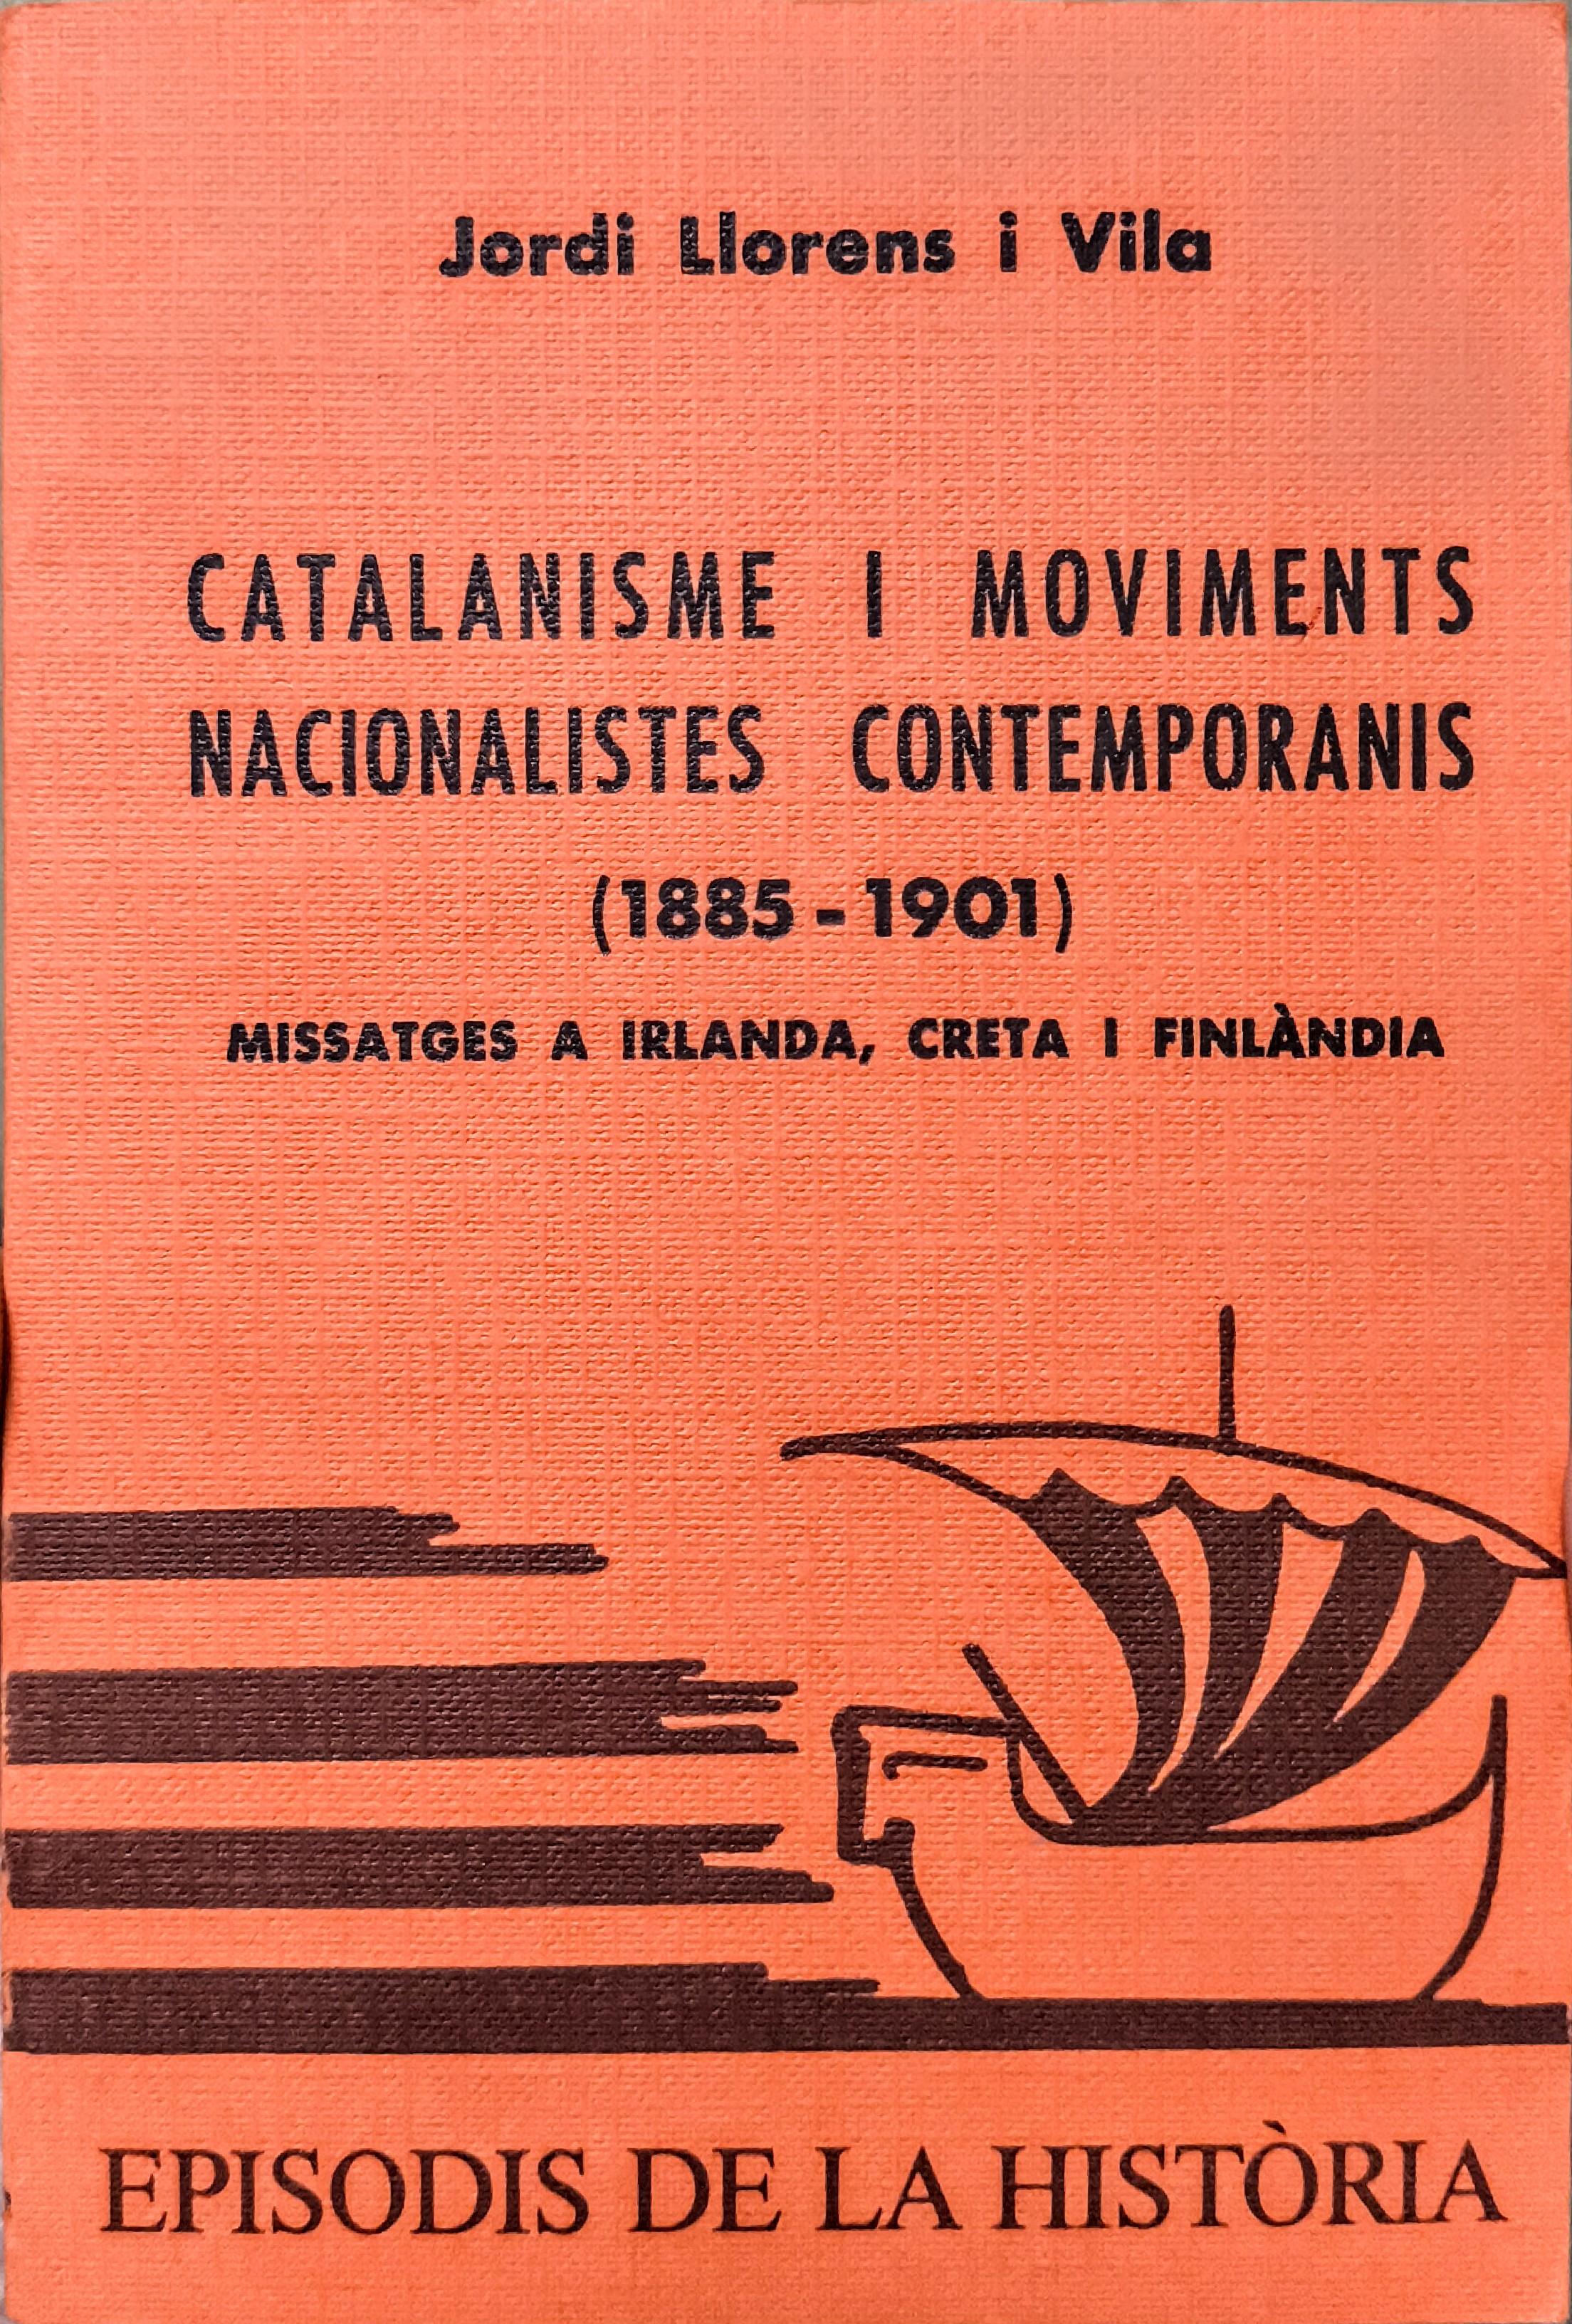 Jordi Llorens i Vila
CATALANISME I MOVIMENTS
NACIONALISTES CONTEMPORANIS
(1885-1901)
MISSATGES A IRLANDA, CRETA I FINLÀNDIA
EPISODIS DE LA HISTÒRIA